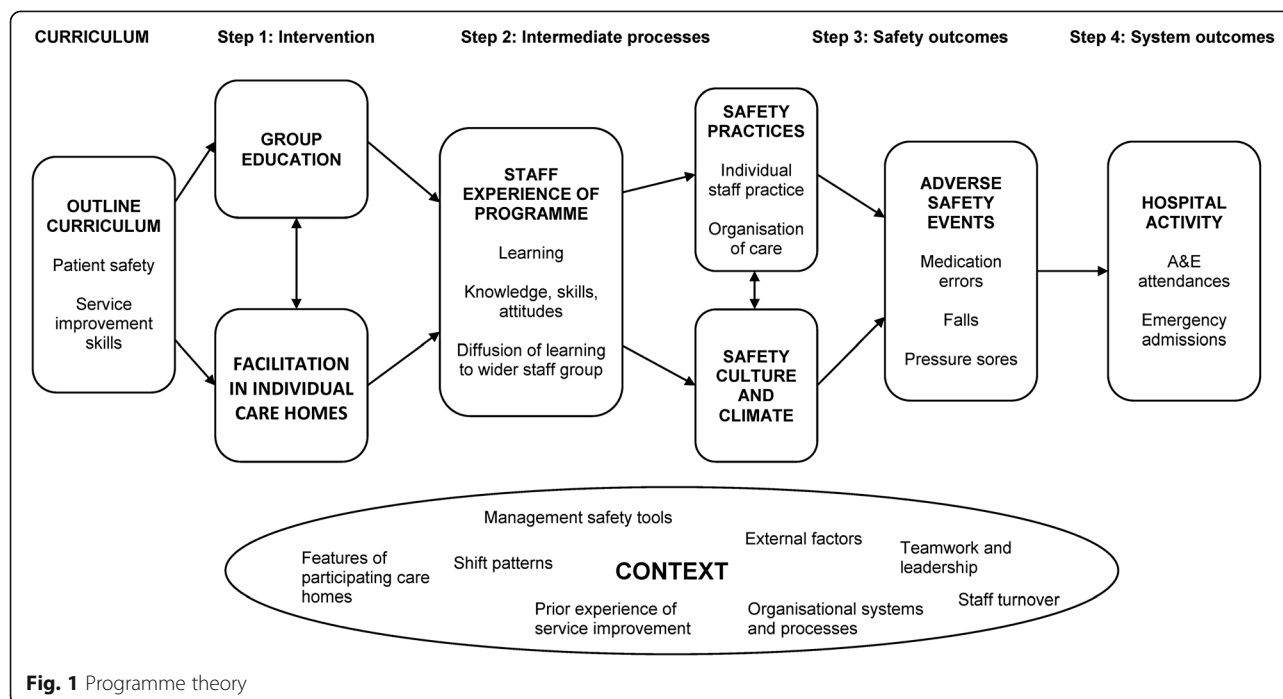 CURRICULUM
Step 1: Intervention
Step 2: Intermediate processes
Step 3: Safety outcomes
Step 4: System outcomes
OUTLINE
CURRICULUM
Patient safety
Service
improvement
skills
GROUP
EDUCATION
FACILITATION
IN INDIVIDUAL
CARE HOMES
STAFF
EXPERIENCE OF
PROGRAMME
Learning
Knowledge, skills,
attitudes
Diffusion of learning
to wider staff group
SAFETY
PRACTICES
Individual
staff practice
Organisation
of care
SAFETY
CULTURE
AND
CLIMATE
ADVERSE
SAFETY
EVENTS
Medication
errors
Falls
Pressure sores
HOSPITAL
ACTIVITY
A&E
attendances
Emergency
admissions
Management safety tools
External factors
Features of
participating care
homes
Shift patterns
CONTEXT
Teamwork and
leadership
Prior experience of
service improvement
Organisational systems
and processes
Staff turnover
Fig. 1 Programme theory